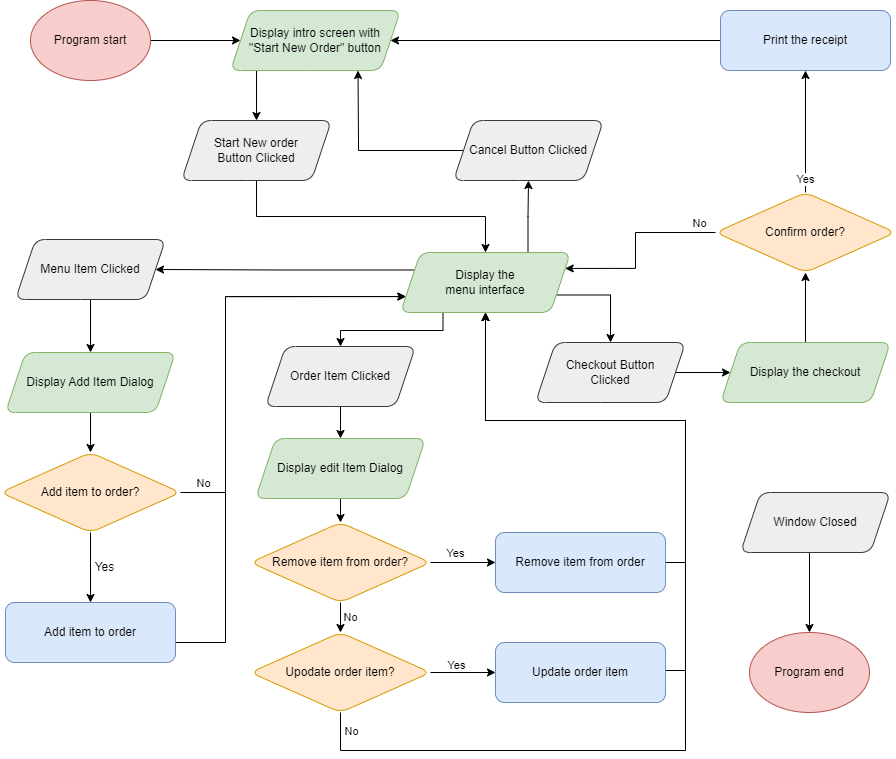 Program start
Display intro screen with
"Start New Order" button
Print the receipt
Start New order
Button Clicked
Cancel Button Clicked
Yes
Confirm order?
No
Menu Item Clicked
Display the
menu interface
Order Item Clicked
Checkout Button
Clicked
Display the checkout
Display Add Item Dialog
Display edit Item Dialog
Add item to order?
No
Yes
Add item to order
Remove item from order?
Yes
Remove item from order
No
Upodate order item?
Yes
Update order item
No
Window Closed
Program end